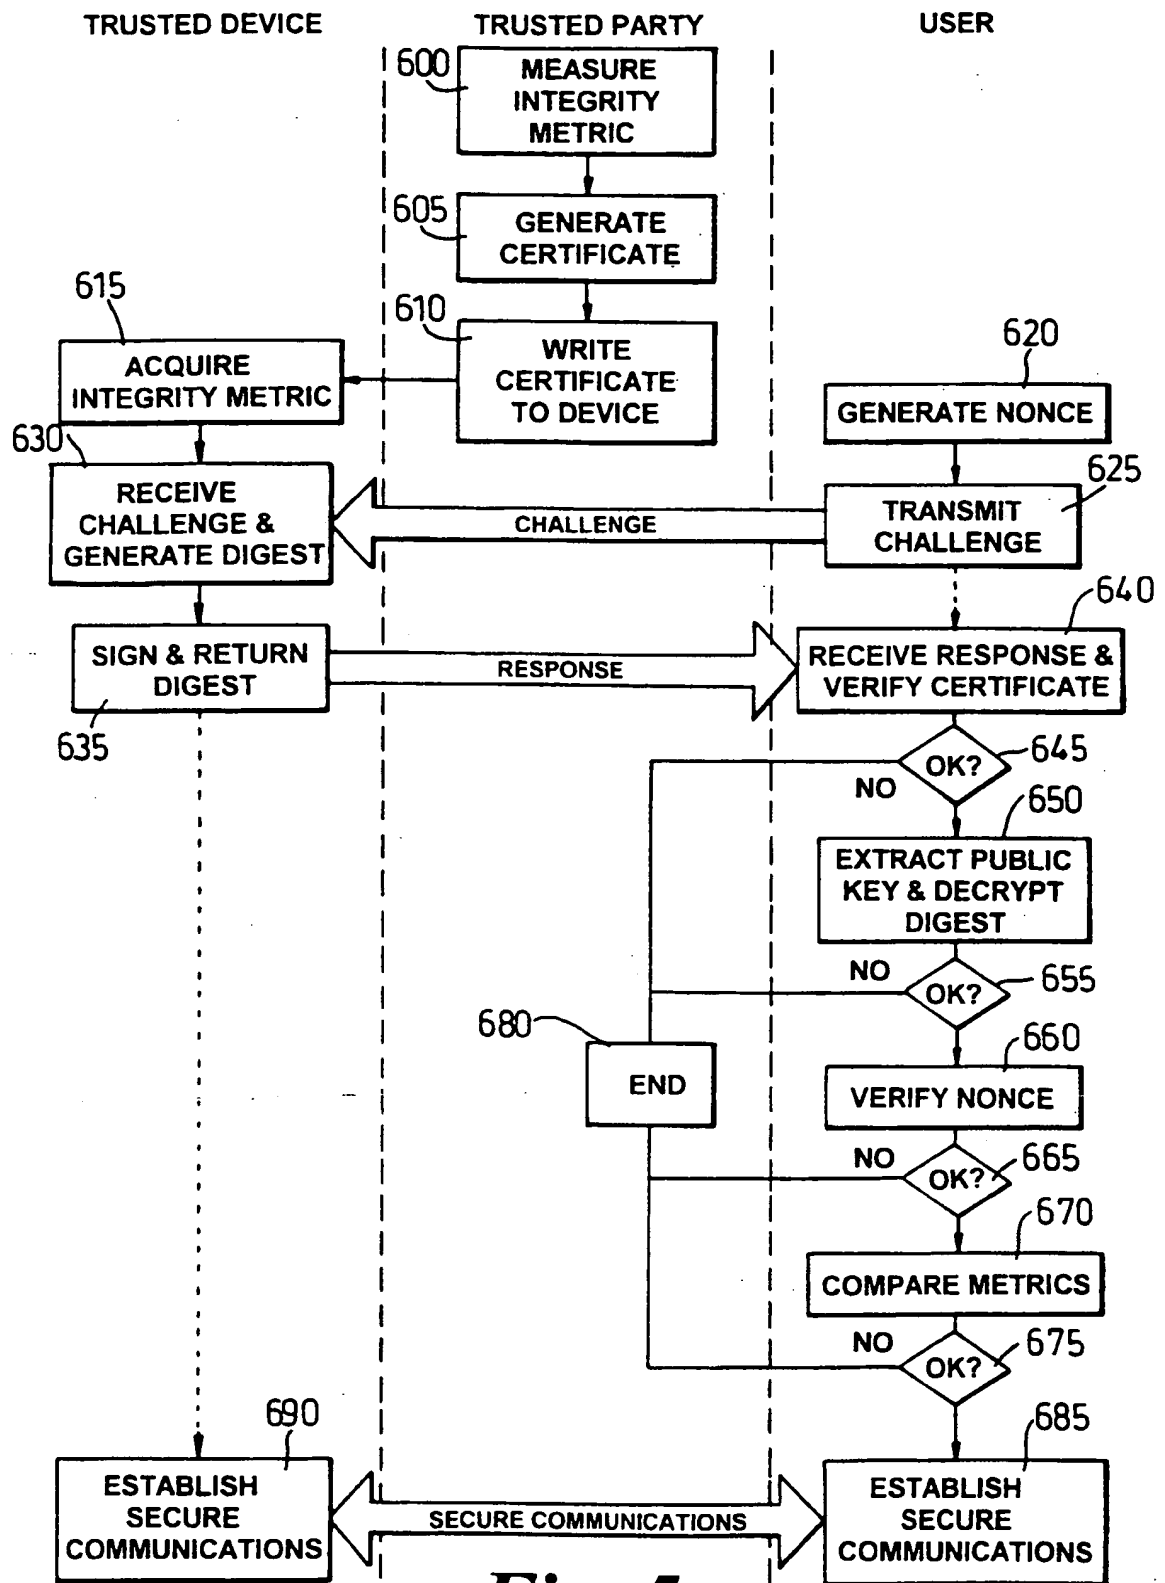 TRUSTED DEVICE
TRUSTED PARTY
USER
600
MEASURE
INTEGRITY
METRIC
605
GENERATE
CERTIFICATE
610
WRITE
CERTIFICATE
TO DEVICE
615
ACQUIRE
INTEGRITY METRIC
620
GENERATE NONCE
625
TRANSMIT
CHALLENGE
CHALLENGE
630
RECEIVE
CHALLENGE &
GENERATE DIGEST
SIGN & RETURN
DIGEST
635
RESPONSE
640
RECEIVE RESPONSE &
VERIFY CERTIFICATE
OK?
645
NO
650
EXTRACT PUBLIC
KEY & DECRYPT
DIGEST
NO
OK?
655
680
END
660
VERIFY NONCE
NO
OK?
665
670
COMPARE METRICS
NO
OK?
675
690
ESTABLISH
SECURE
COMMUNICATIONS
SECURE COMMUNICATIONS
685
ESTABLISH
SECURE
COMMUNICATIONS